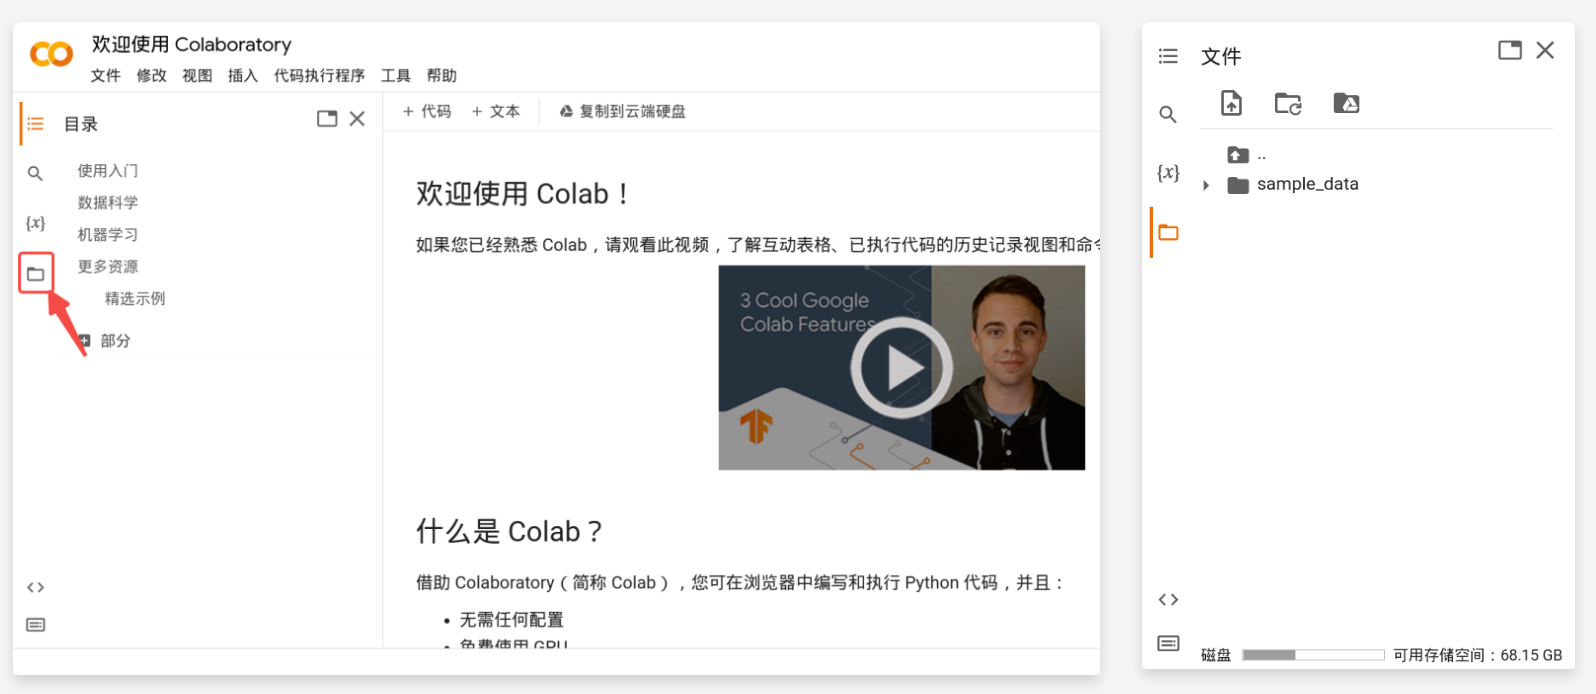 欢迎使用 Colaboratory
文件 修改 视图 插入 代码执行程序 工具 帮助
目录
使用入门
数据科学
{x}
机器学习
更多资源
精选示例
部分
+ 代码 + 文本 复制到云端硬盘
欢迎使用 Colab！
如果您已经熟悉 Colab，请观看此视频，了解互动表格、已执行代码的历史记录视图和命令
3 Cool Google
Colab Features
什么是 Colab？
借助 Colaboratory（简称 Colab），您可在浏览器中编写和执行 Python 代码，并且：
• 无需任何配置
• 免费使用 GPU
<>
文件
..
{x}
sample_data
<>
磁盘 可用存储空间：68.15 GB